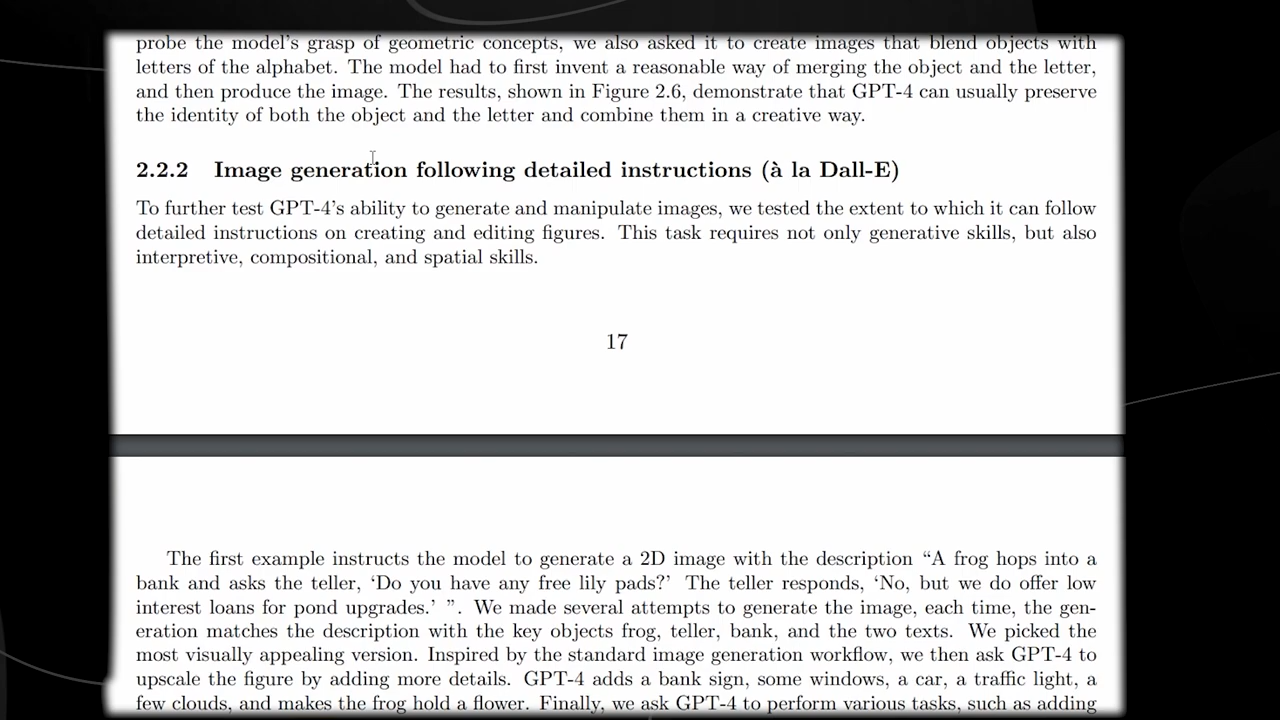 probe the model's grasp of geometric concepts, we also asked it to create images that blend objects with
letters of the alphabet. The model had to first invent a reasonable way of merging the object and the letter,
and then produce the image. The results, shown in Figure 2.6, demonstrate that GPT-4 can usually preserve
the identity of both the object and the letter and combine them in a creative way.
2.2.2 Image generation following detailed instructions (à la Dall-E)
To further test GPT-4's ability to generate and manipulate images, we tested the extent to which it can follow
detailed instructions on creating and editing figures. This task requires not only generative skills, but also
interpretive, compositional, and spatial skills.
17
The first example instructs the model to generate a 2D image with the description “A frog hops into a
bank and asks the teller, ‘Do you have any free lily pads?’ The teller responds, ‘No, but we do offer low
interest loans for pond upgrades.’ ”. We made several attempts to generate the image, each time, the gen-
eration matches the description with the key objects frog, teller, bank, and the two texts. We picked the
most visually appealing version. Inspired by the standard image generation workflow, we then ask GPT-4 to
upscale the figure by adding more details. GPT-4 adds a bank sign, some windows, a car, a traffic light, a
few clouds, and makes the frog hold a flower. Finally, we ask GPT-4 to perform various tasks, such as adding